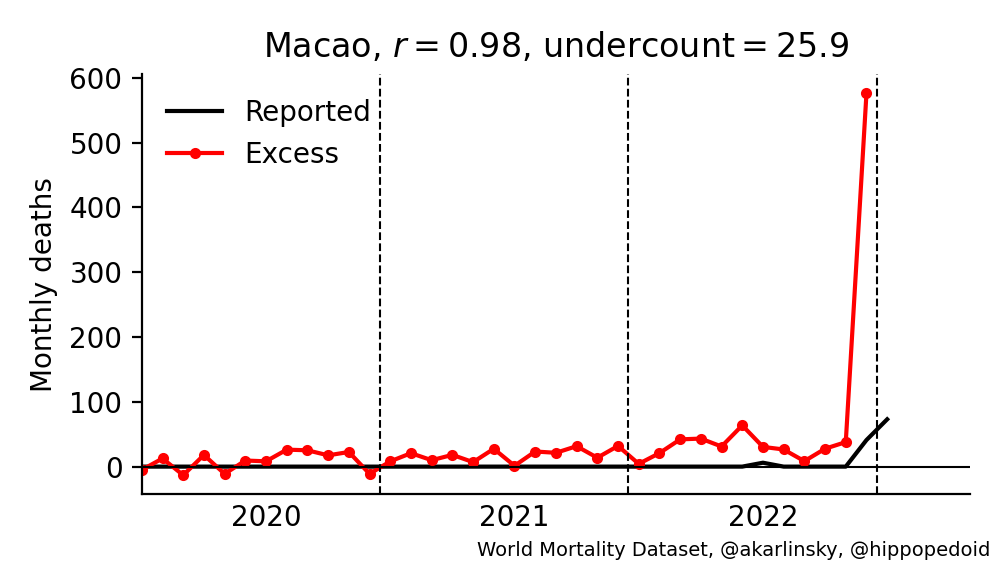 Macao, r = 0.98, undercount = 25.9
600
500
400
300
200
100
0
Monthly deaths
Reported
Excess
2020 2021 2022
World Mortality Dataset, @akarlinsky, @hippopedoid